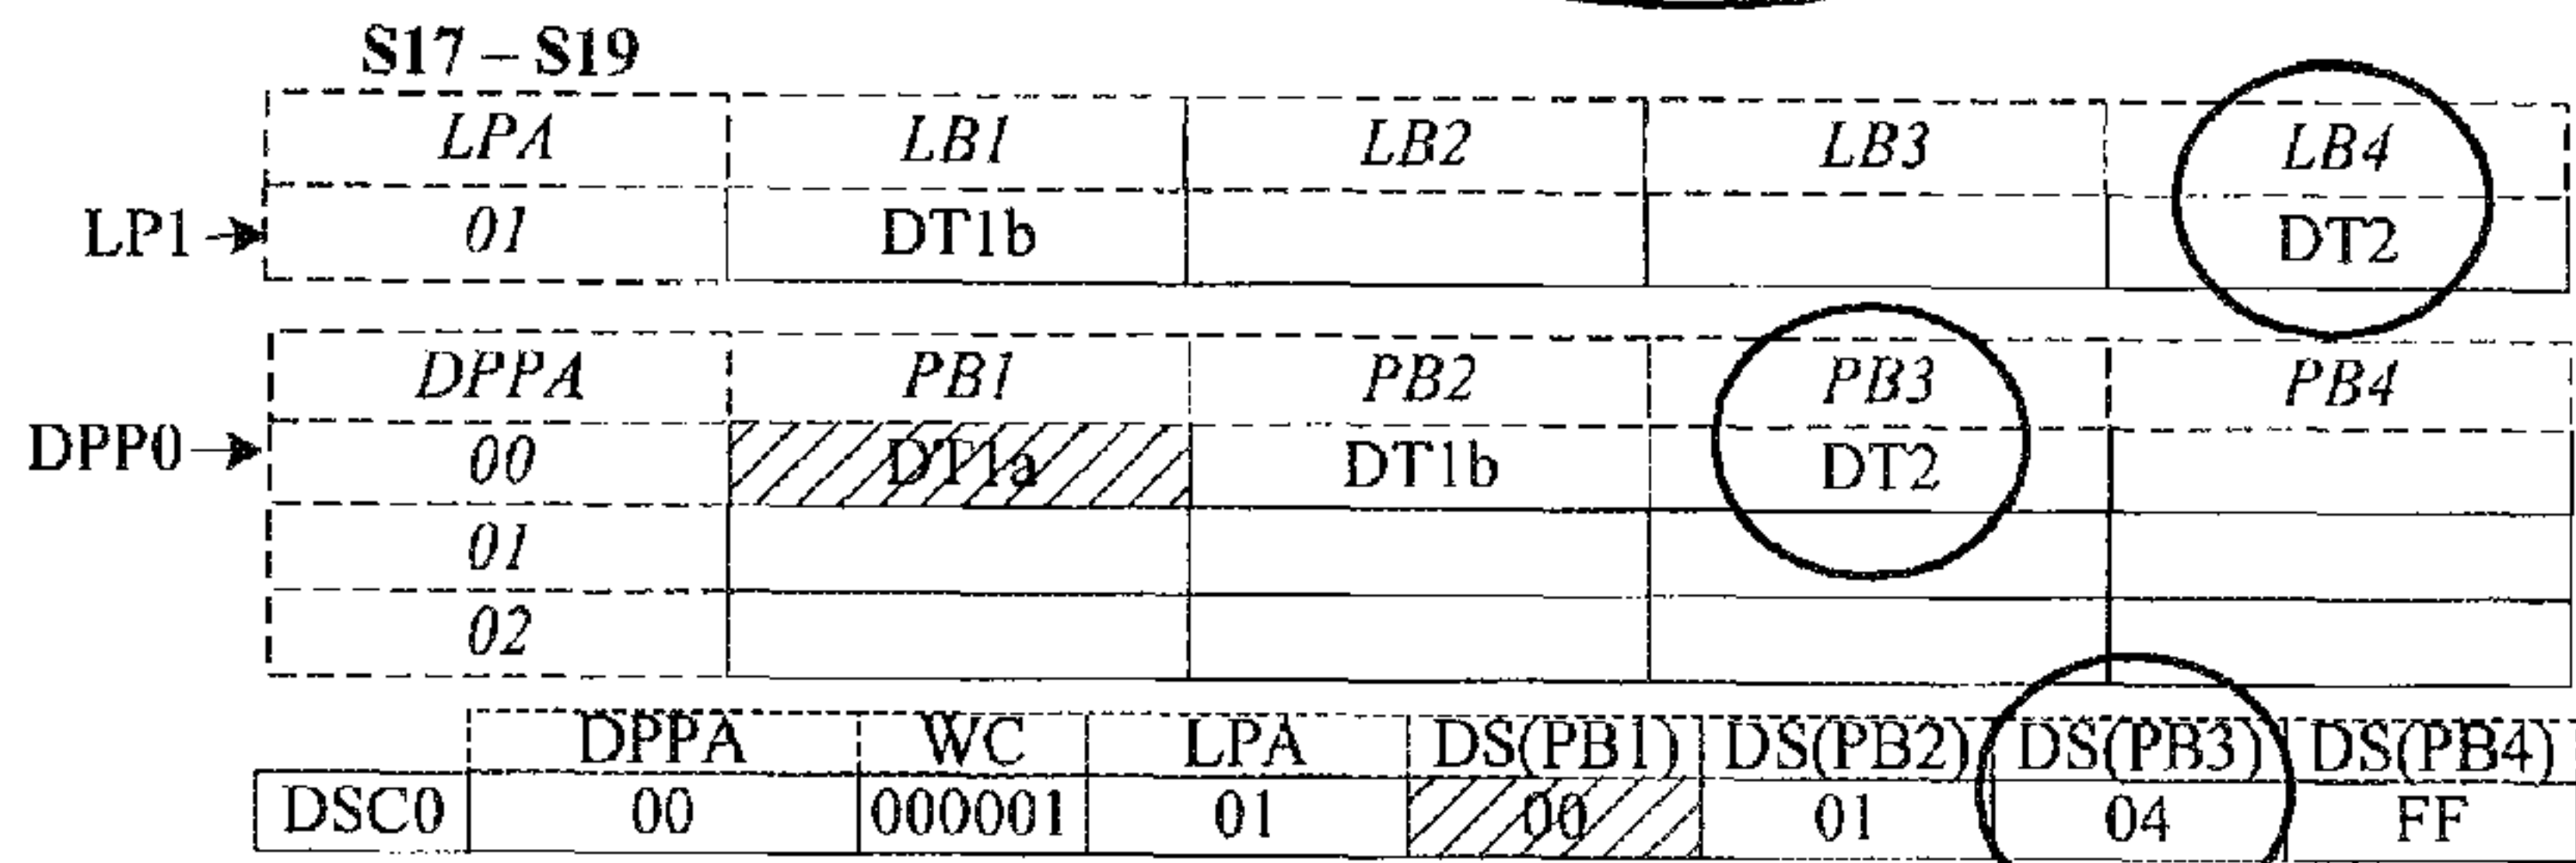 S17 – S19
LPA LB1 LB2 LB3 LB4
LP1 01 DT1b DT2
DPPA PB1 PB2 PB3 PB4
DPP0 00 DT1a DT1b DT2
01
02
DPPA WC LPA DS(PB1) DS(PB2) DS(PB3) DS(PB4)
DSC0 00 000001 01 00 01 04 FF